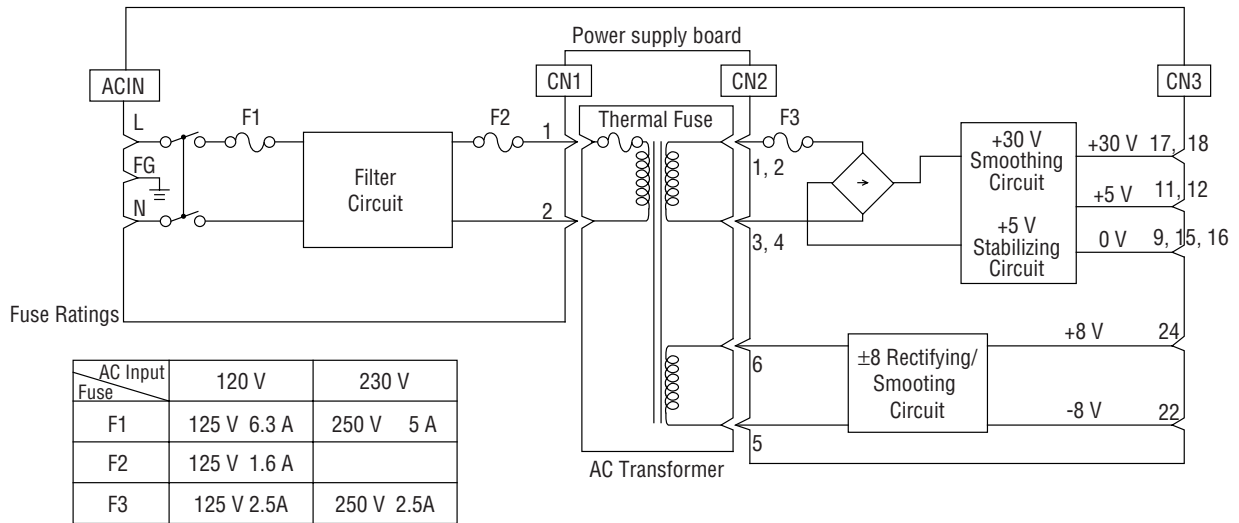 Power supply board
ACIN
CN1
CN2
CN3
L
F1
F2
1
Thermal Fuse
F3
1, 2
+30 V
Smoothing
Circuit
+30 V 17, 18
FG
Filter
Circuit
+5 V 11, 12
N
2
3, 4
+5 V
Stabilizing
Circuit
0 V 9, 15, 16
Fuse Ratings
6
±8 Rectifying/
Smooting
Circuit
+8 V 24
-8 V 22
5
AC Transformer
AC Input
Fuse
120 V 230 V
F1 125 V 6.3 A 250 V 5 A
F2 125 V 1.6 A
F3 125 V 2.5A 250 V 2.5A